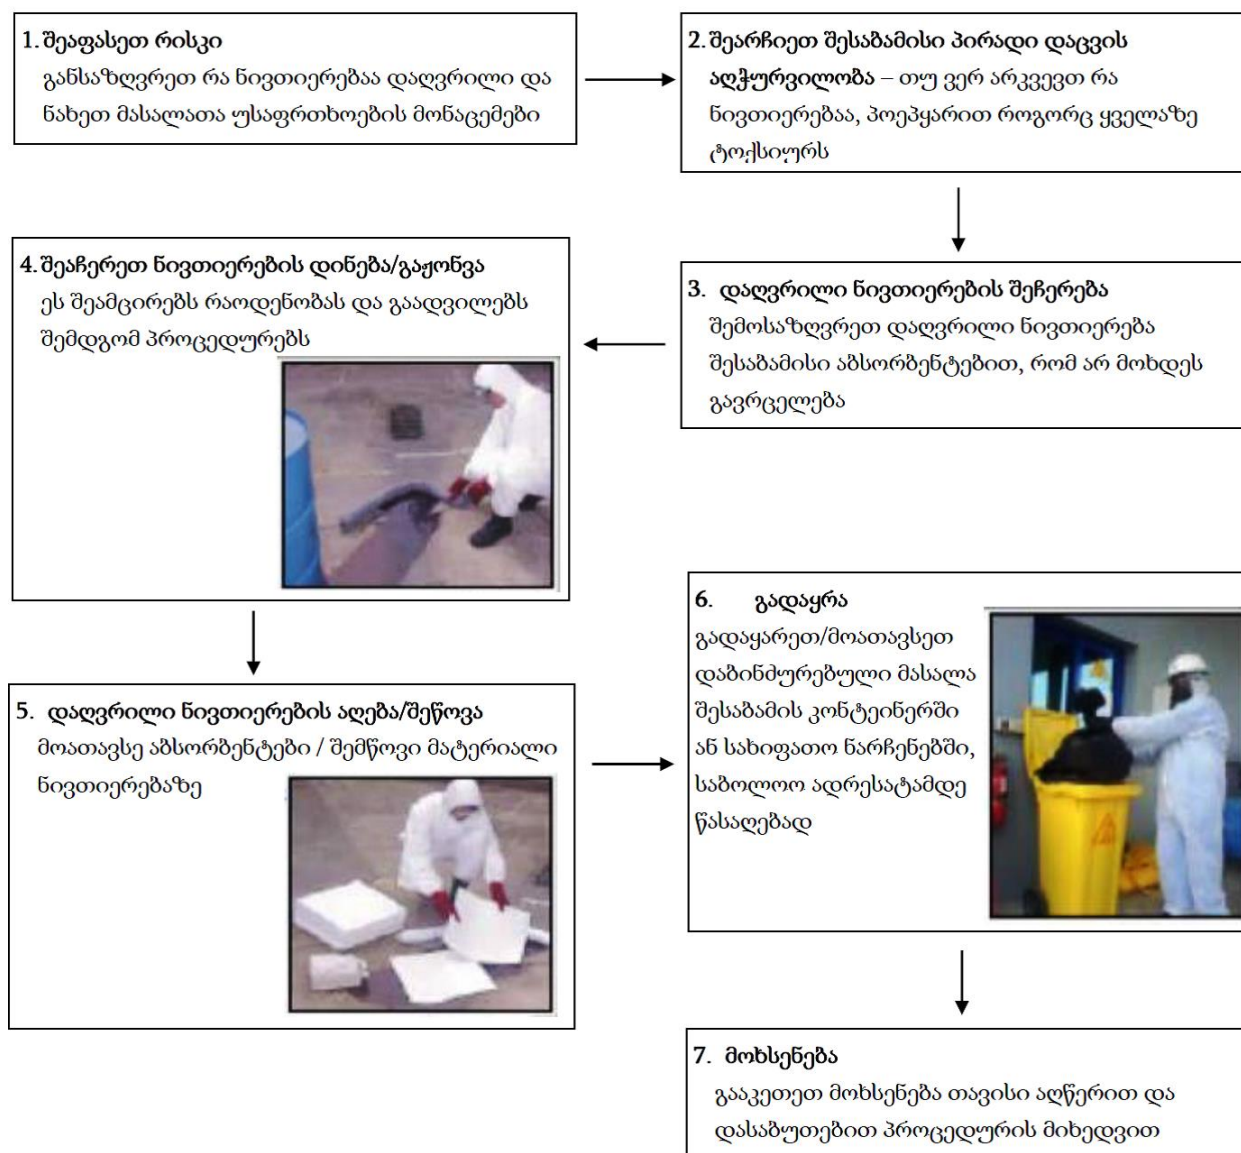 1. შეაფასეთ რისკი
განსაზღვრეთ რა ნივთიერებაა დაღვრილი და
ნახეთ მასალათა უსაფრთხოების მონაცემები
2. შეარჩიეთ შესაბამისი პირადი დაცვის
აღჭურვილობა – თუ ვერ არკვევთ რა
ნივთიერებაა, პოეპყარით როგორც ყველაზე
ტოქსიურს
3. დაღვრილი ნივთიერების შეჩერება
შემოსაზღვრეთ დაღვრილი ნივთიერება
შესაბამისი აბსორბენტებით, რომ არ მოხდეს
გავრცელება
4. შეაჩერეთ ნივთიერების დინება/გაჟონვა
ეს შეამცირებს რაოდენობას და გაადვილებს
შემდგომ პროცედურებს
5. დაღვრილი ნივთიერების აღება/შეწოვა
მოათავსე აბსორბენტები / შემწოვი მატერიალი
ნივთიერებაზე
6. გადაყრა
გადაყარეთ/მოათავსეთ
დაბინძურებული მასალა
შესაბამის კონტეინერში
ან სახიფათო ნარჩენებში,
საბოლოო ადრესატამდე
წასაღებად
7. მოხსენება
გააკეთეთ მოხსენება თავისი აღწერით და
დასაბუთებით პროცედურის მიხედვით